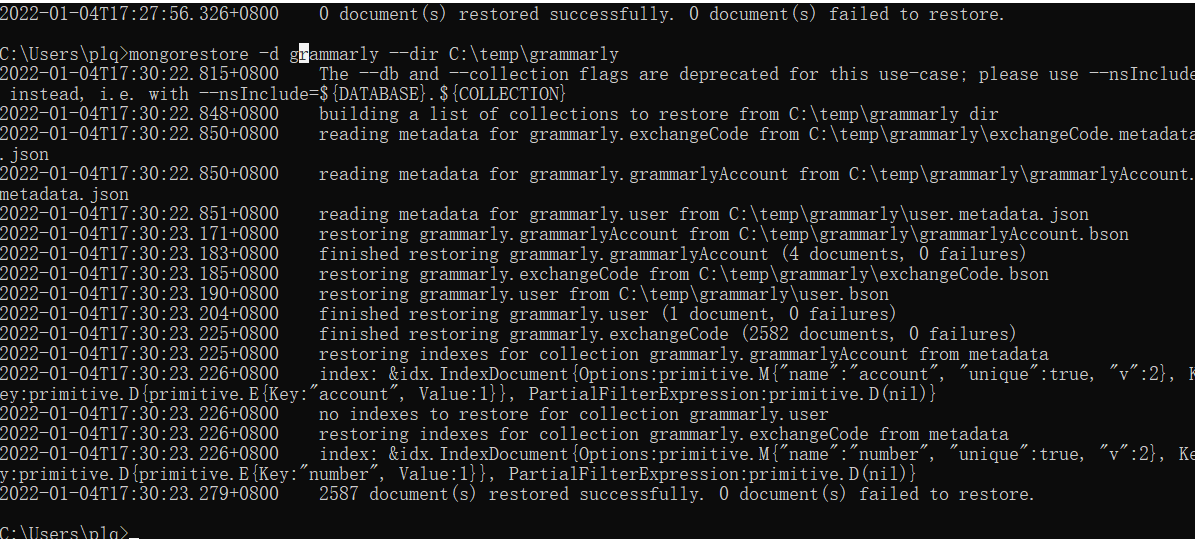 2022-01-04T17:27:56.326+0800    0 document(s) restored successfully. 0 document(s) failed to restore.
C:\Users\plq>mongorestore -d grammarly --dir C:\temp\grammarly
2022-01-04T17:30:22.815+0800    The --db and --collection flags are deprecated for this use-case; please use --nsInclude
 instead, i.e. with --nsInclude=${DATABASE}.${COLLECTION}
2022-01-04T17:30:22.848+0800    building a list of collections to restore from C:\temp\grammarly dir
2022-01-04T17:30:22.850+0800    reading metadata for grammarly.exchangeCode from C:\temp\grammarly\exchangeCode.metadata
.json
2022-01-04T17:30:22.850+0800    reading metadata for grammarly.grammarlyAccount from C:\temp\grammarly\grammarlyAccount.
metadata.json
2022-01-04T17:30:22.851+0800    reading metadata for grammarly.user from C:\temp\grammarly\user.metadata.json
2022-01-04T17:30:23.171+0800    restoring grammarly.grammarlyAccount from C:\temp\grammarly\grammarlyAccount.bson
2022-01-04T17:30:23.183+0800    finished restoring grammarly.grammarlyAccount (4 documents, 0 failures)
2022-01-04T17:30:23.185+0800    restoring grammarly.exchangeCode from C:\temp\grammarly\exchangeCode.bson
2022-01-04T17:30:23.190+0800    restoring grammarly.user from C:\temp\grammarly\user.bson
2022-01-04T17:30:23.204+0800    finished restoring grammarly.user (1 document, 0 failures)
2022-01-04T17:30:23.225+0800    finished restoring grammarly.exchangeCode (2582 documents, 0 failures)
2022-01-04T17:30:23.225+0800    restoring indexes for collection grammarly.grammarlyAccount from metadata
2022-01-04T17:30:23.226+0800    index: &idx.IndexDocument{Options:primitive.M{"name":"account", "unique":true, "v":2}, K
ey:primitive.D{primitive.E{Key:"account", Value:1}}, PartialFilterExpression:primitive.D(nil)}
2022-01-04T17:30:23.226+0800    no indexes to restore for collection grammarly.user
2022-01-04T17:30:23.226+0800    restoring indexes for collection grammarly.exchangeCode from metadata
2022-01-04T17:30:23.226+0800    index: &idx.IndexDocument{Options:primitive.M{"name":"number", "unique":true, "v":2}, Ke
y:primitive.D{primitive.E{Key:"number", Value:1}}, PartialFilterExpression:primitive.D(nil)}
2022-01-04T17:30:23.279+0800    2587 document(s) restored successfully. 0 document(s) failed to restore.
C:\Users\plq>_